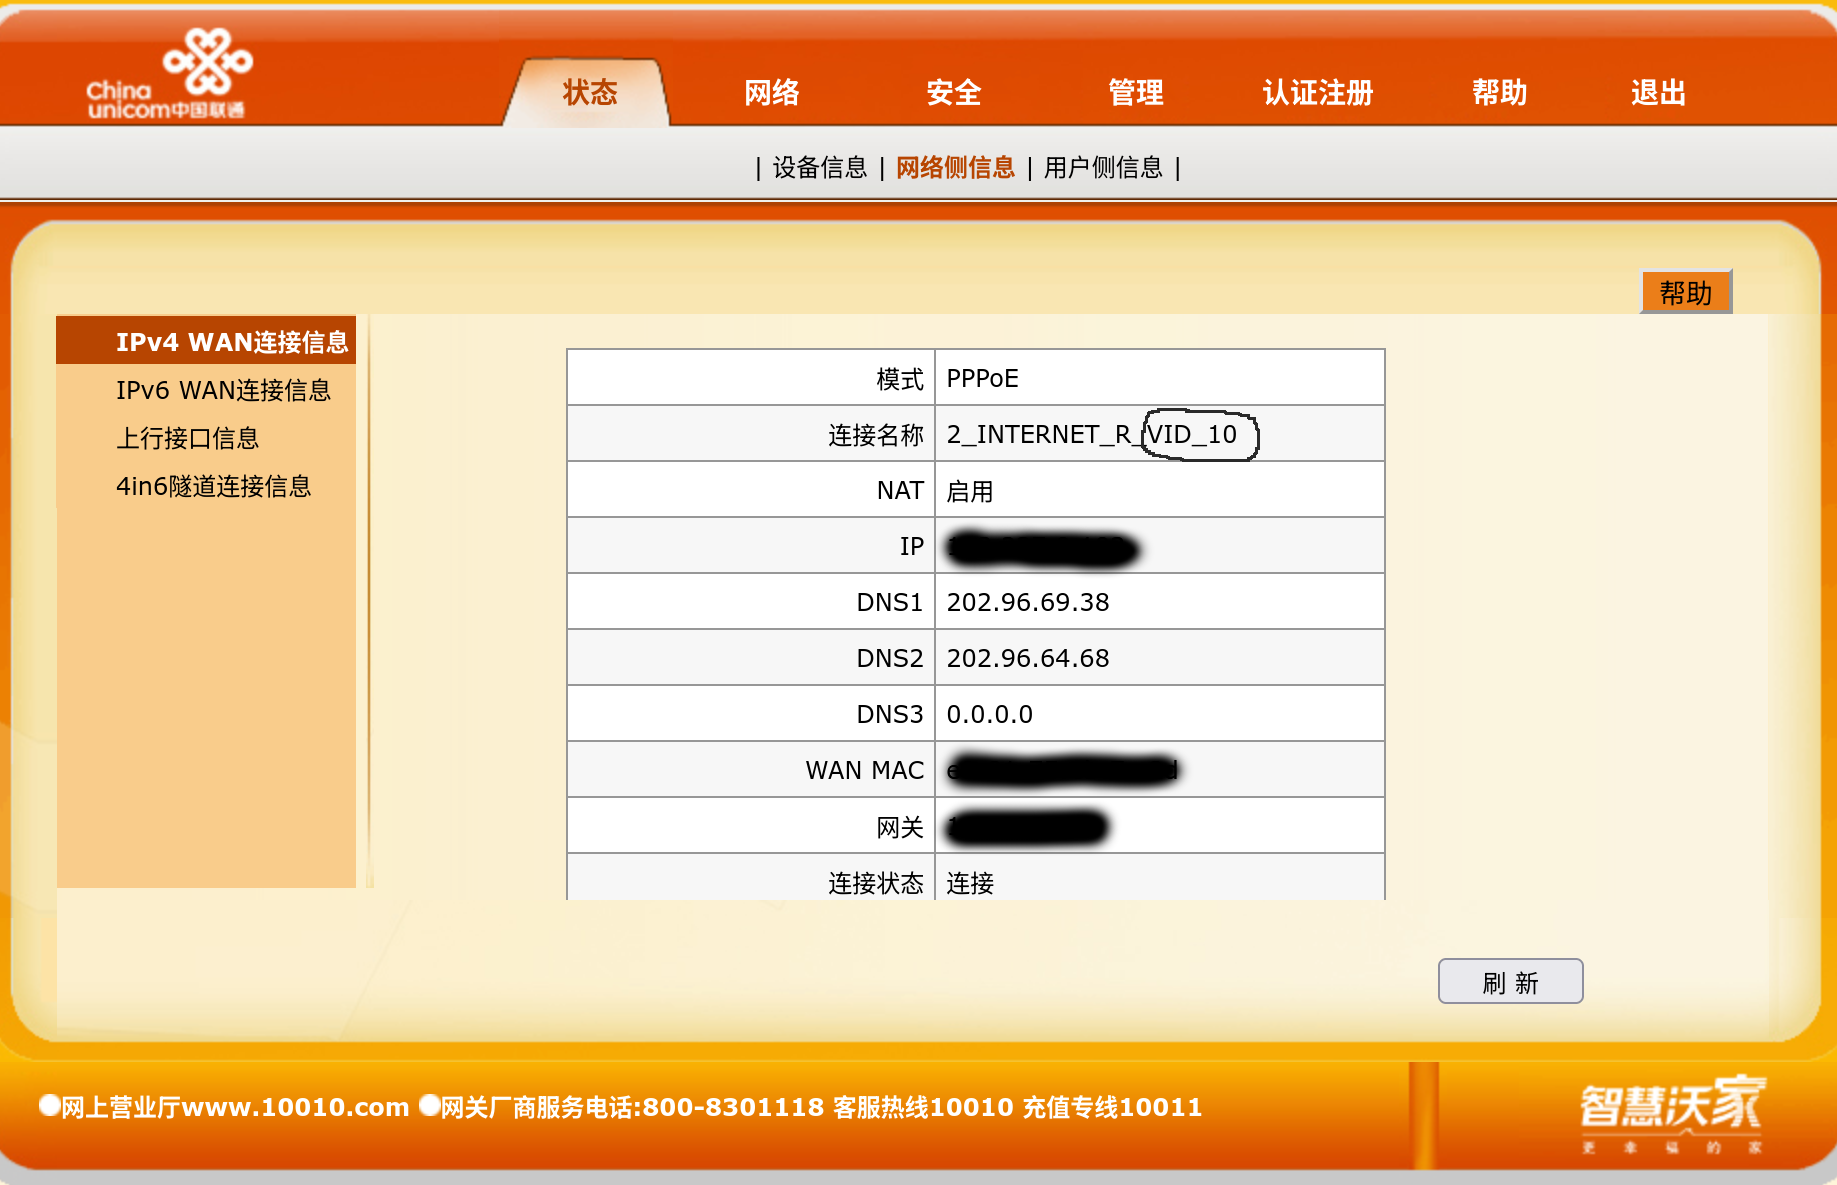 China
unicom中国联通
状态 网络 安全 管理 认证注册 帮助 退出
| 设备信息 | 网络侧信息 | 用户侧信息 |
帮助
IPv4 WAN连接信息
IPv6 WAN连接信息
上行接口信息
4in6隧道连接信息
模式 PPPoE
连接名称 2_INTERNET_R_VID_10
NAT 启用
IP
DNS1 202.96.69.38
DNS2 202.96.64.68
DNS3 0.0.0.0
WAN MAC
网关
连接状态 连接
刷 新
网上营业厅www.10010.com 网关厂商服务电话:800-8301118 客服热线10010 充值专线10011
智慧沃家
更幸福的家